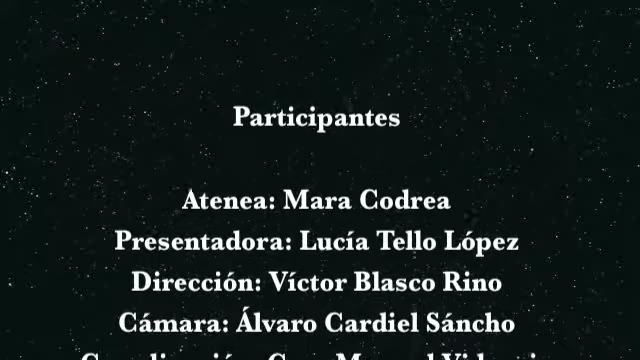 Participantes
Atenea: Mara Codrea
Presentadora: Lucía Tello López
Dirección: Víctor Blasco Rino
Cámara: Álvaro Cardiel Sáncho